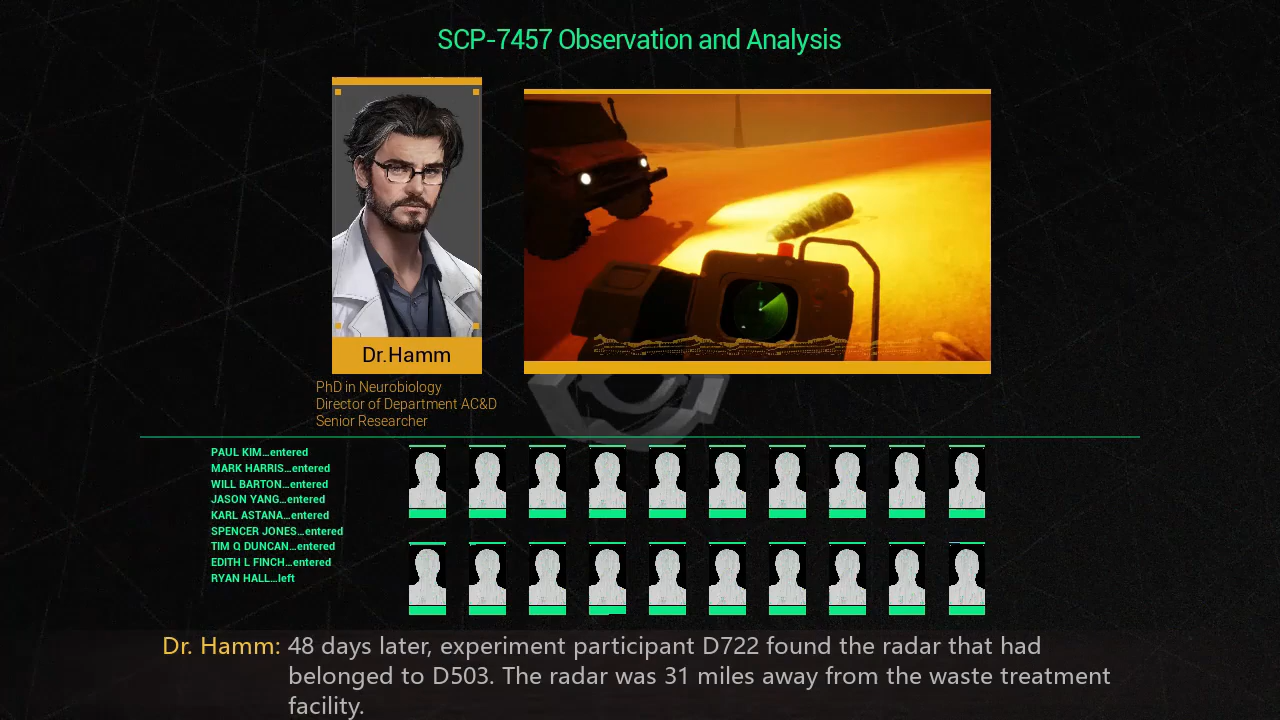 SCP-7457 Observation and Analysis
Dr.Hamm
PhD in Neurobiology
Director of Department AC&D
Senior Researcher
PAUL KIM...entered
MARK HARRIS...entered
WILL BARTON...entered
JASON YANG...entered
KARL ASTANA...entered
SPENCER JONES...entered
TIM Q DUNCAN...entered
EDITH L FINCH...entered
RYAN HALL...left
Dr. Hamm: 48 days later, experiment participant D722 found the radar that had
belonged to D503. The radar was 31 miles away from the waste treatment
facility.